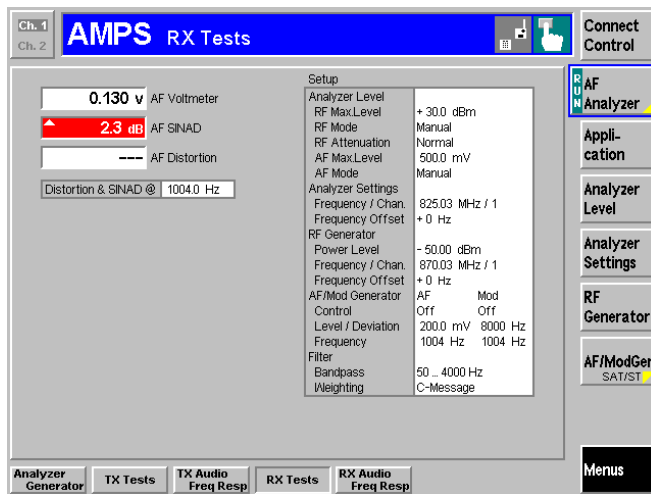 Ch. 1
Ch. 2
AMPS RX Tests
Connect
Control
0.130 v AF Voltmeter
2.3 dB AF SINAD
--- AF Distortion
Distortion & SINAD @ 1004.0 Hz
Setup
Analyzer Level
RF Max.Level + 30.0 dBm
RF Mode Manual
RF Attenuation Normal
AF Max.Level 500.0 mV
AF Mode Manual
Analyzer Settings
Frequency / Chan. 825.03 MHz / 1
Frequency Offset + 0 Hz
RF Generator
Power Level - 50.00 dBm
Frequency / Chan. 870.03 MHz / 1
Frequency Offset + 0 Hz
AF/Mod Generator AF Mod
Control Off Off
Level / Deviation 200.0 mV 8000 Hz
Frequency 1004 Hz 1004 Hz
Filter
Bandpass 50 ... 4000 Hz
Weighting C-Message
RUN
AF
Analyzer
Appli-
cation
Analyzer
Level
Analyzer
Settings
RF
Generator
AF/ModGer
SAT/ST
Menus
Analyzer
Generator
TX Tests
TX Audio
Freq Resp
RX Tests
RX Audio
Freq Resp